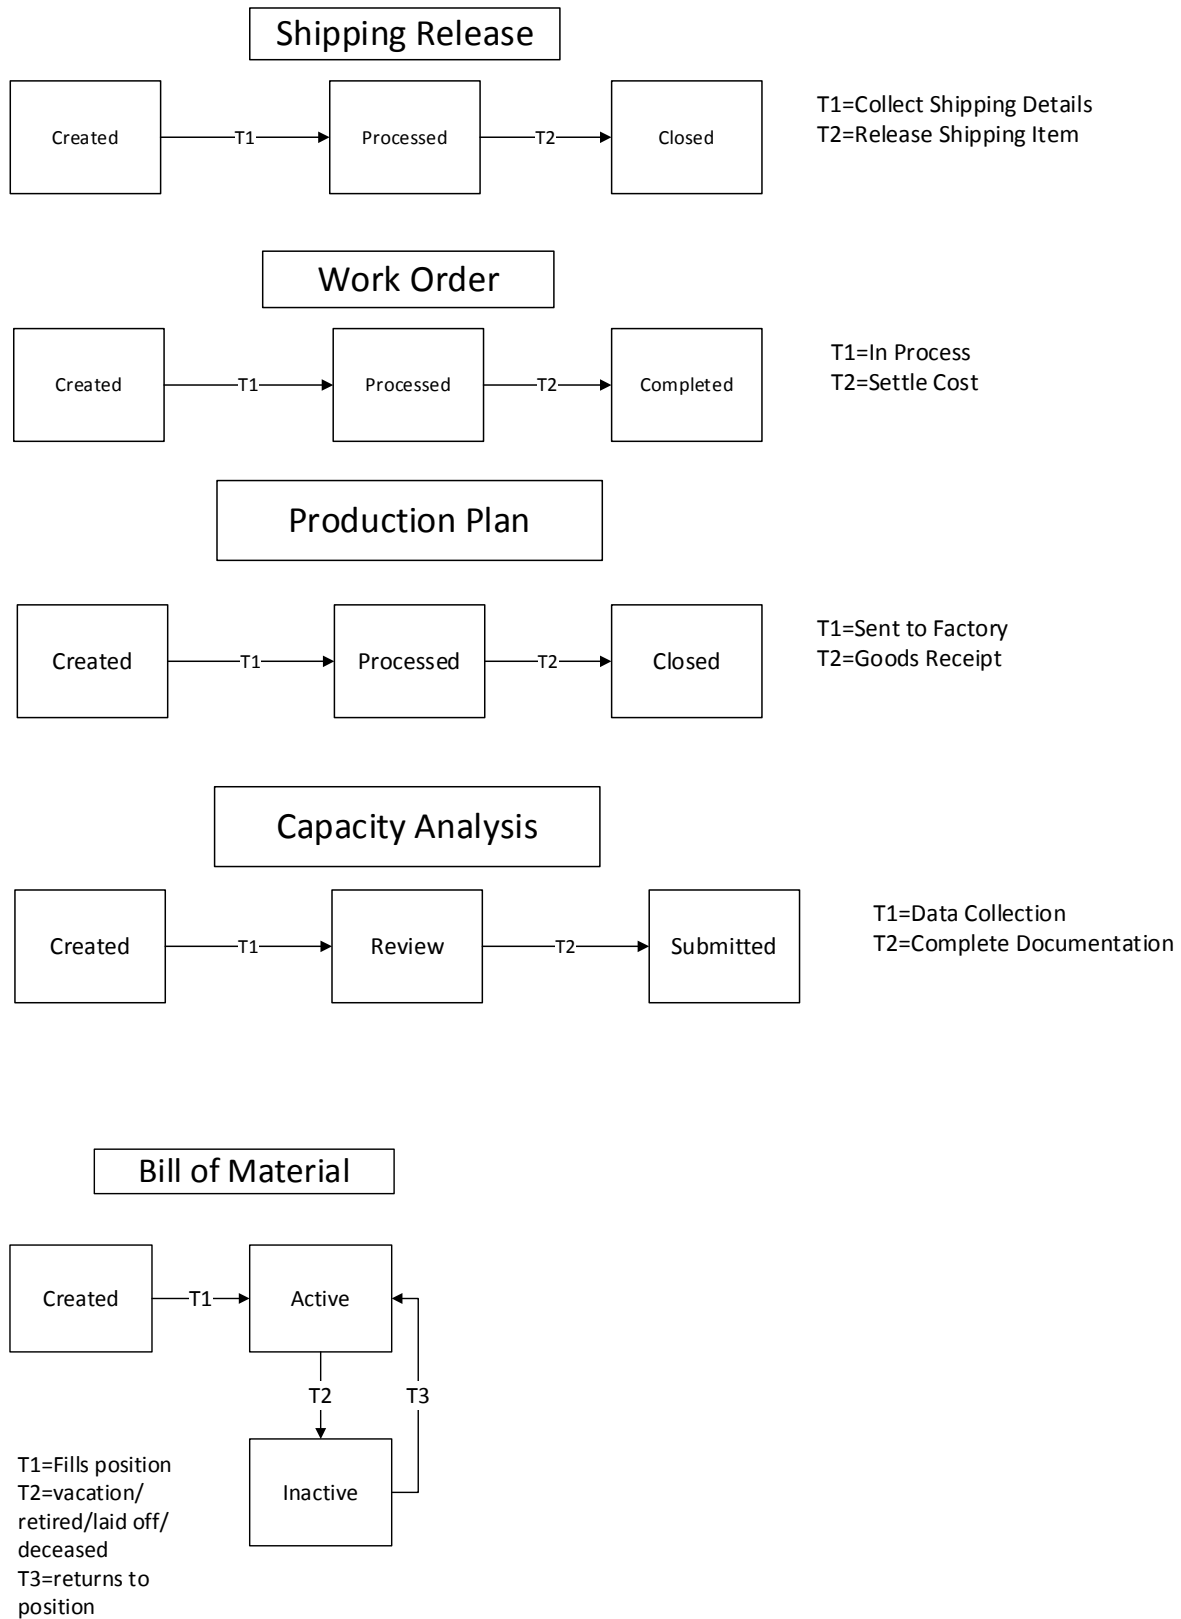 Shipping Release
Created
T1
Processed
T2
Closed
T1=Collect Shipping Details
T2=Release Shipping Item
Work Order
Created
T1
Processed
T2
Completed
T1=In Process
T2=Settle Cost
Production Plan
Created
T1
Processed
T2
Closed
T1=Sent to Factory
T2=Goods Receipt
Capacity Analysis
Created
T1
Review
T2
Submitted
T1=Data Collection
T2=Complete Documentation
Bill of Material
Created
T1
Active
T2
T3
Inactive
T1=Fills position
T2=vacation/
retired/laid off/
deceased
T3=returns to
position